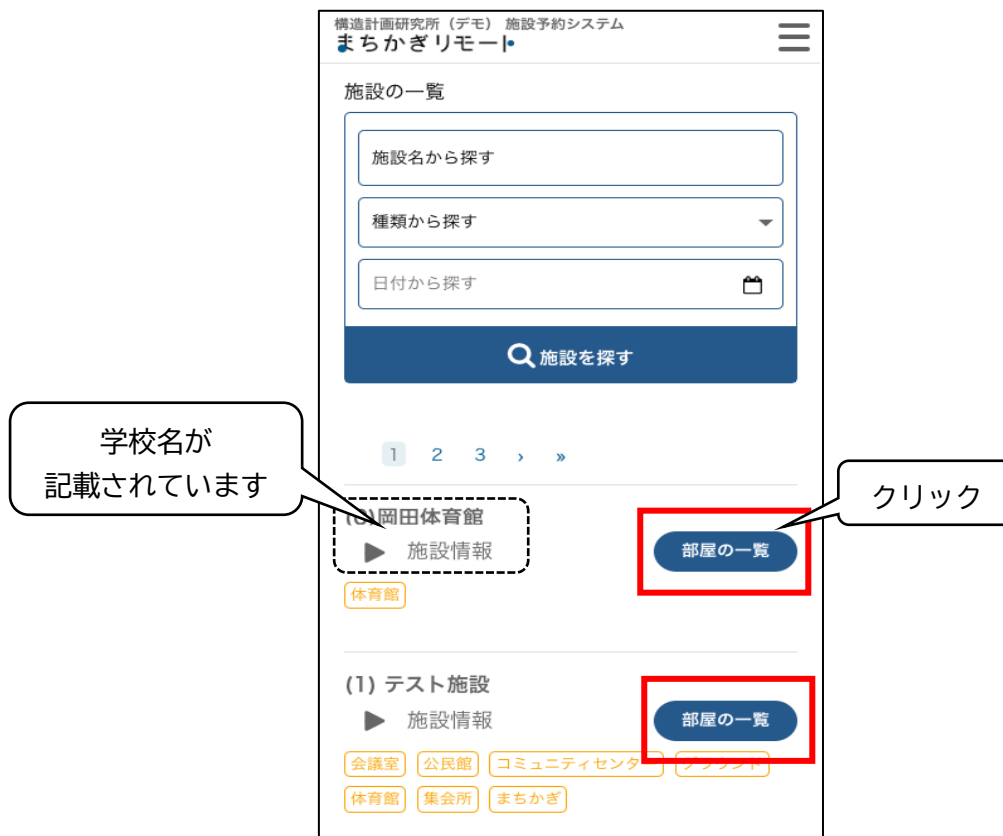 構造計画研究所（デモ） 施設予約システム
まちかぎリモート
施設の一覧
施設名から探す
種類から探す
日付から探す
施設を探す
1 2 3 › »
学校名が
記載されています
岡田体育館
▶ 施設情報
部屋の一覧
クリック
体育館
(1) テスト施設
▶ 施設情報
部屋の一覧
会議室 公民館 コミュニティセンター グラウンド
体育館 集会所 まちかぎ